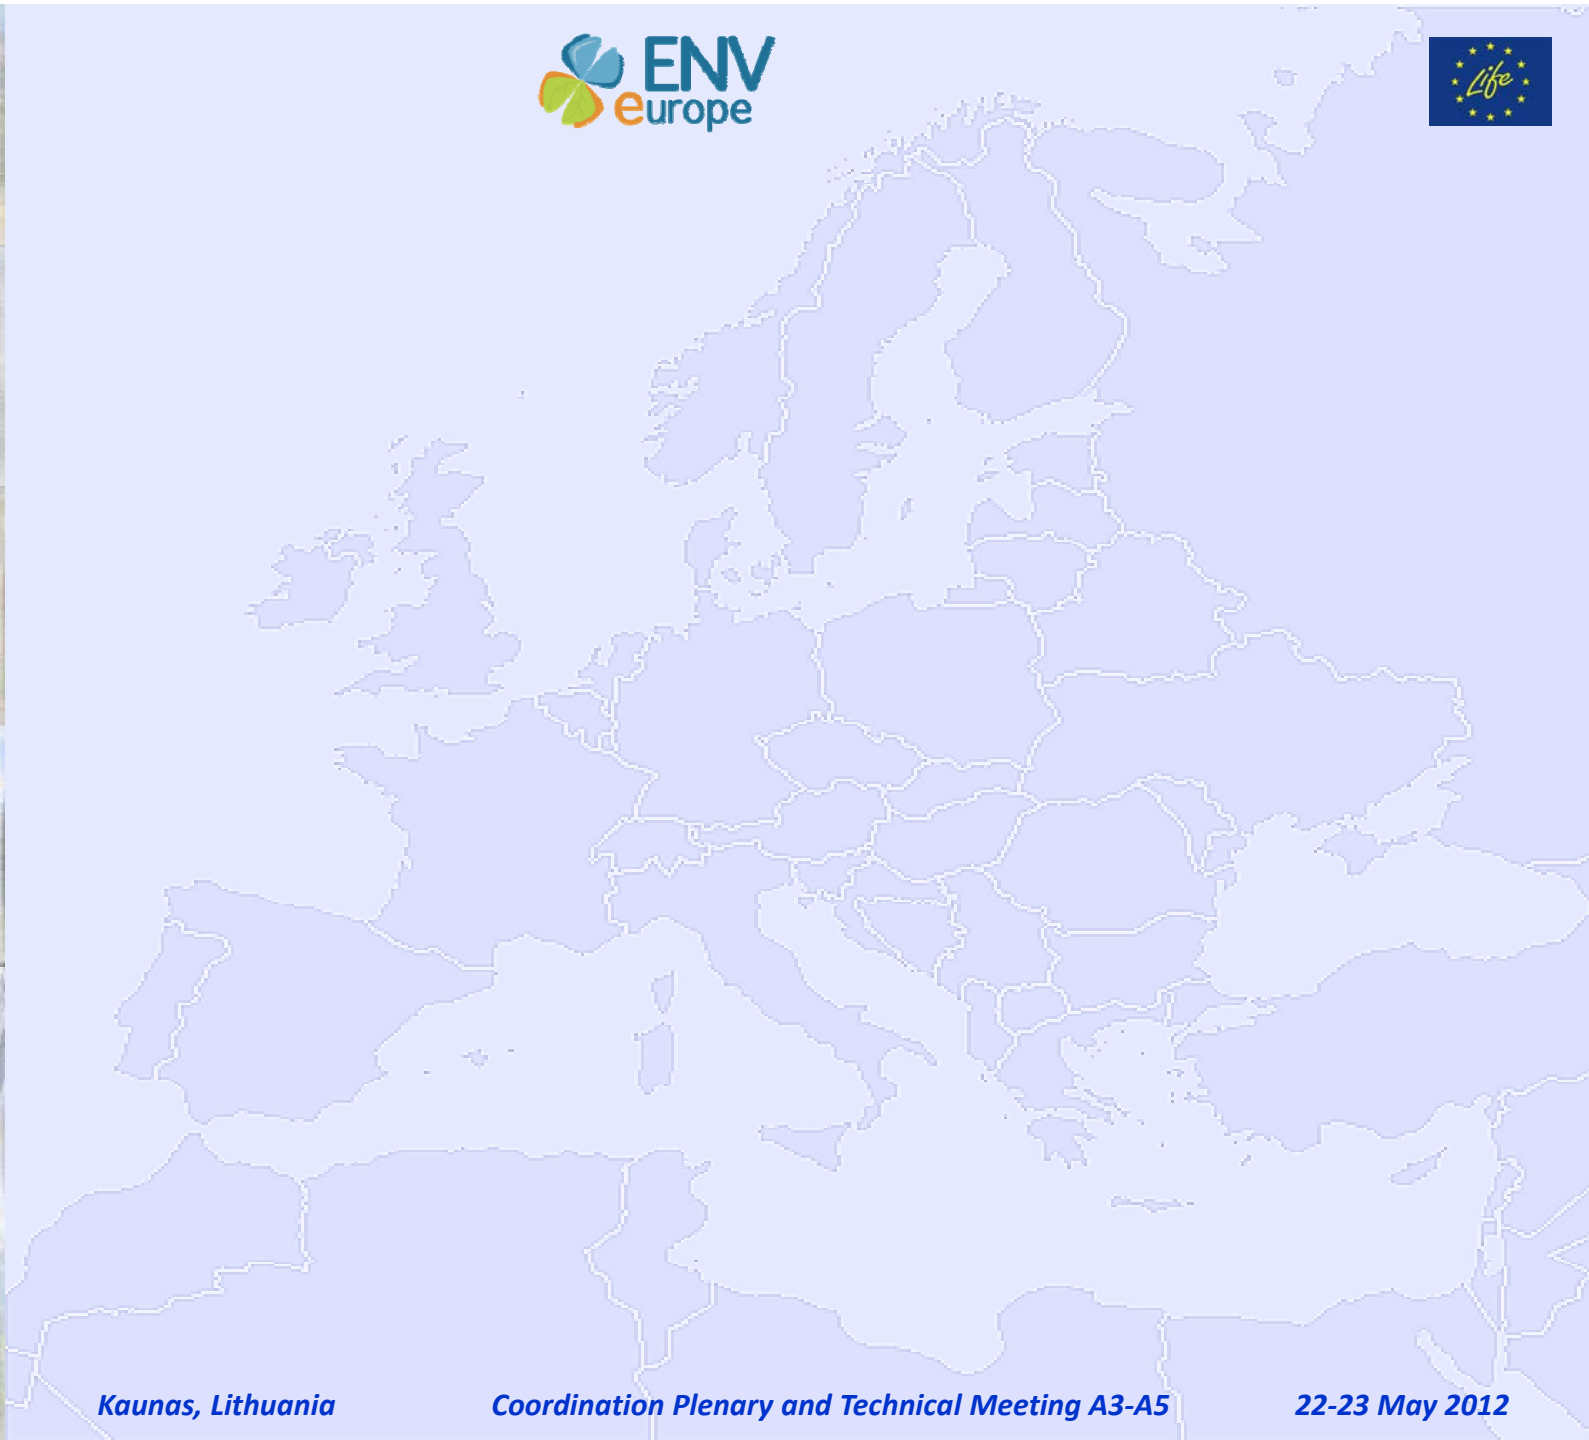 ENV
europe
life
Kaunas, Lithuania
Coordination Plenary and Technical Meeting A3-A5
22-23 May 2012